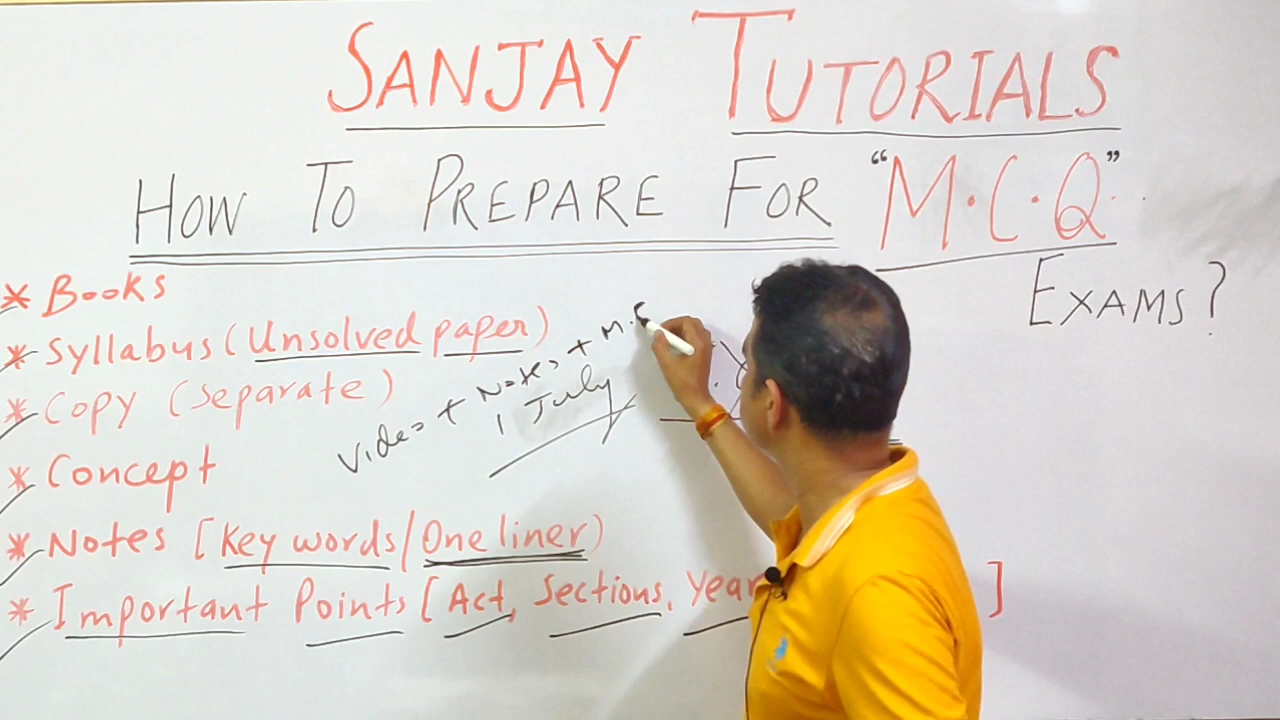 SANJAY TUTORIALS
HOW TO PREPARE FOR "M.C.Q"
EXAMS?
* Books
* Syllabus (Unsolved paper)
* Copy (separate)
* Concept
Video + Notes + M.C
1 July
* Notes [Key words/One liner)
* Important Points [Act, Sections, Year ]